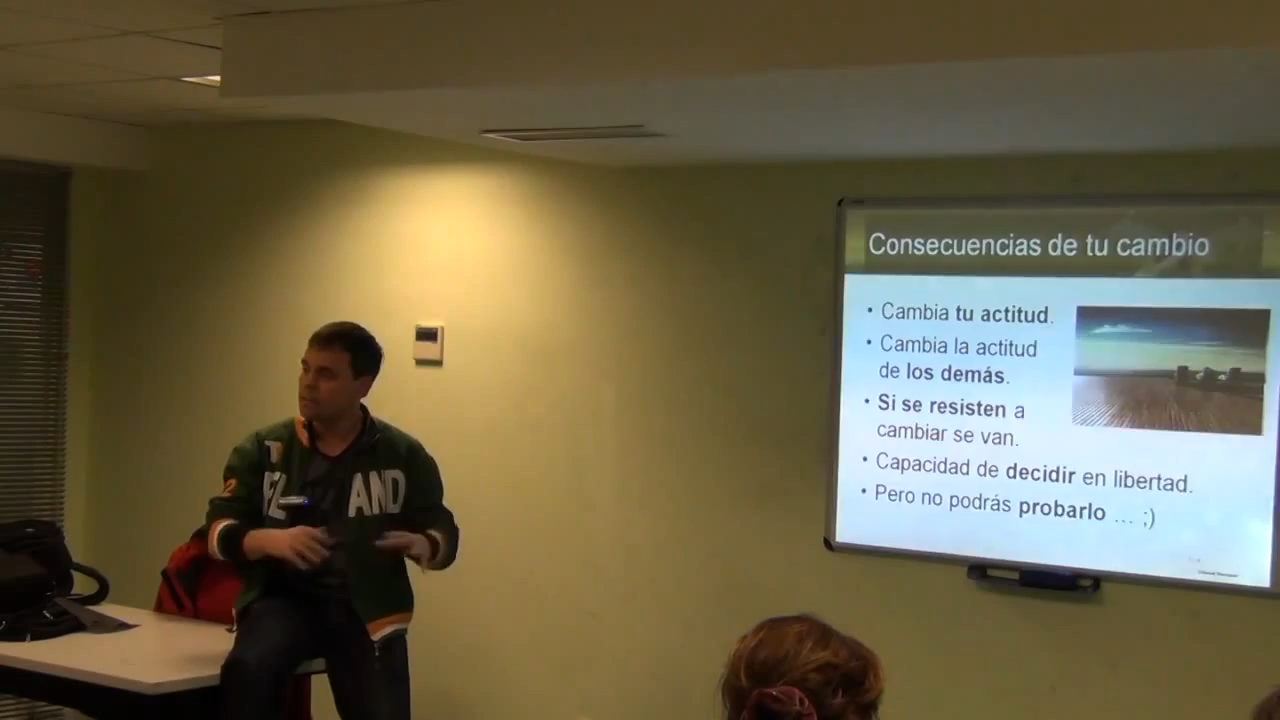 Consecuencias de tu cambio
• Cambia tu actitud.
• Cambia la actitud
de los demás.
• Si se resisten a
cambiar se van.
• Capacidad de decidir en libertad.
• Pero no podrás probarlo ... ;)
AND
2